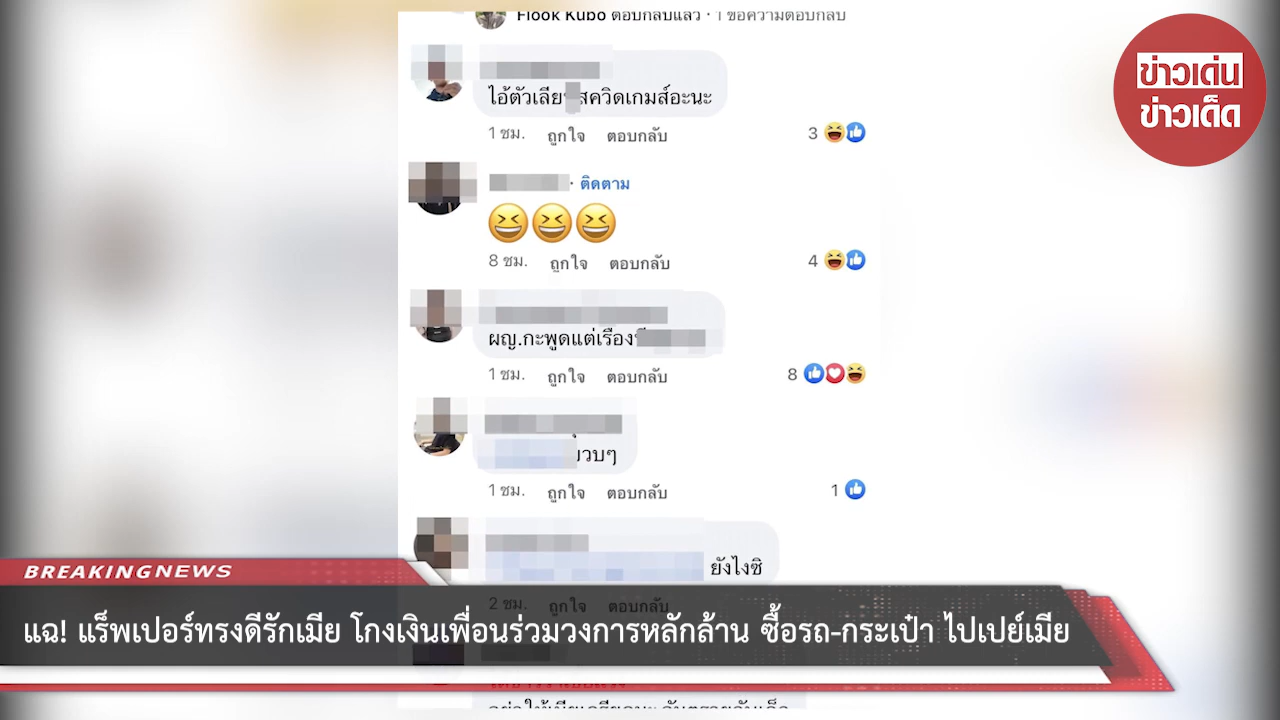 Flook Kubo ตอบกลับแล้ว · 1 ข้อความตอบกลับ
ข่าวเด่น
ข่าวเด็ด
ไอ้ตัวเลีย สควิดเกมส์อะนะ
1 ชม. ถูกใจ ตอบกลับ 3
· ติดตาม
8 ชม. ถูกใจ ตอบกลับ 4
ผญ.กะพูดแต่เรือง
1 ชม. ถูกใจ ตอบกลับ 8
1 ชม. ถูกใจ ตอบกลับ 1
ยังไงซิ
BREAKINGNEWS
2 ชม. ถูกใจ ตอบกลับ
แฉ! แร็พเปอร์ทรงดีรักเมีย โกงเงินเพื่อนร่วมวงการหลักล้าน ซื้อรถ-กระเป๋า ไปเปย์เมีย